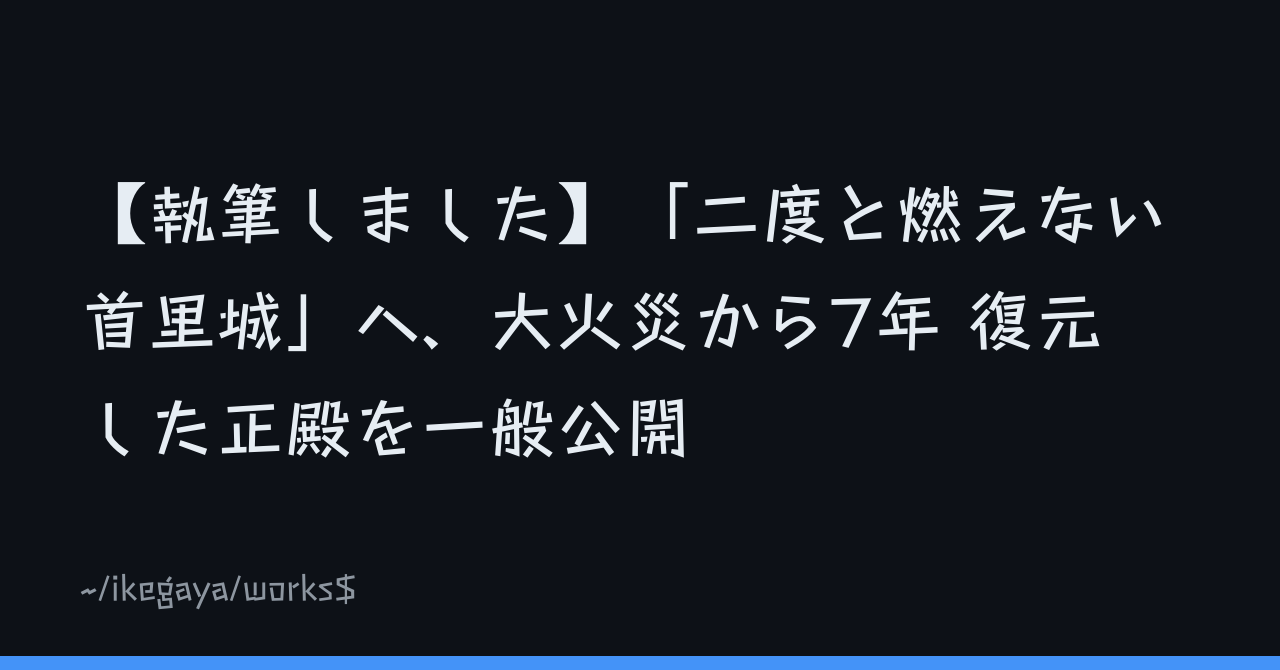 【執筆しました】「二度と燃えない
首里城」へ、大火災から7年 復元
した正殿を一般公開
~/ikegaya/works$